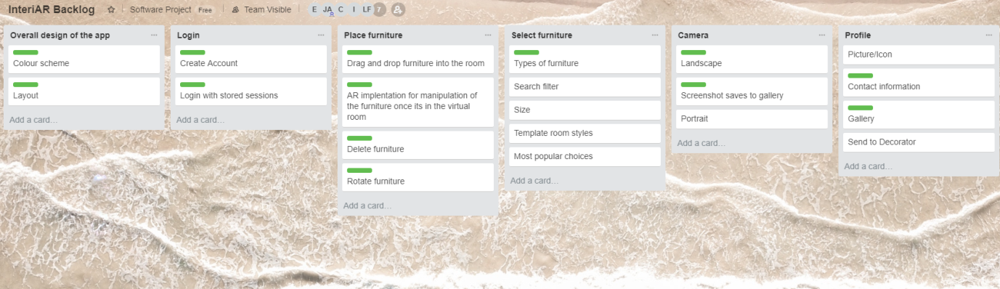 InteriAR Backlog Software Project Free Team Visible E JA C I LF 7
Overall design of the app
Colour scheme
Layout
Add a card...
Login
Create Account
Login with stored sessions
Add a card...
Place furniture
Drag and drop furniture into the room
AR implentation for manipulation of
the furniture once its in the virtual
room
Delete furniture
Rotate furniture
Add a card...
Select furniture
Types of furniture
Search filter
Size
Template room styles
Most popular choices
Add a card...
Camera
Landscape
Screenshot saves to gallery
Portrait
Add a card...
Profile
Picture/Icon
Contact information
Gallery
Send to Decorator
Add a card...